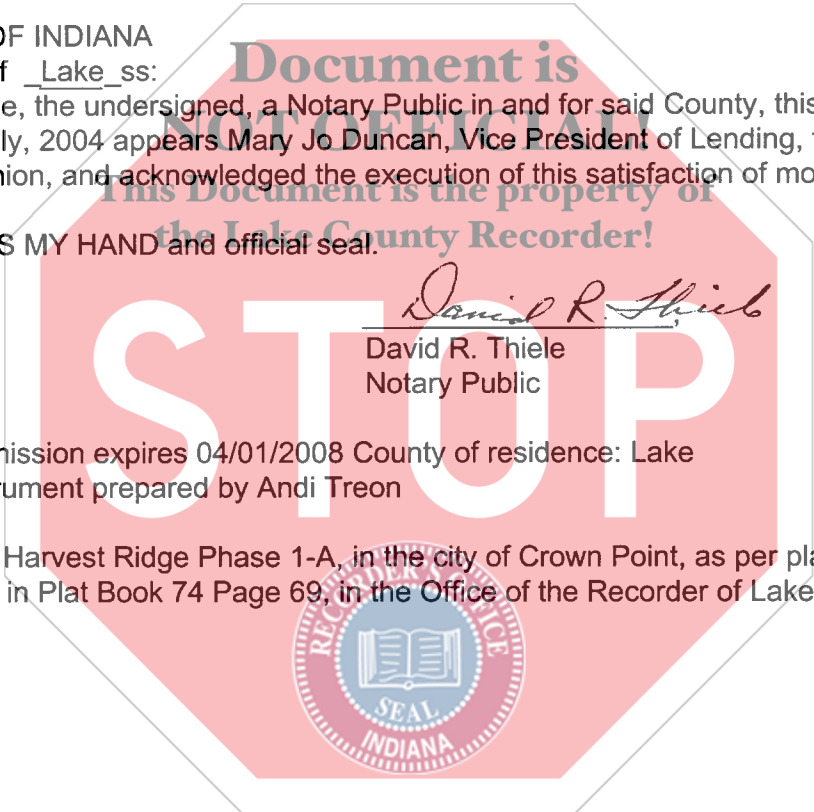 OF INDIANA
f _Lake_ss:
Document is
e, the undersigned, a Notary Public in and for said County, this
NOT OFFICIAL!
ly, 2004 appears Mary Jo Duncan, Vice President of Lending,
nion, and acknowledged the execution of this satisfaction of mo
This Document is the property of
the Lake County Recorder!
S MY HAND and official seal.
David R. Thiele
David R. Thiele
Notary Public
STOP
nission expires 04/01/2008 County of residence: Lake
rument prepared by Andi Treon
Harvest Ridge Phase 1-A, in the city of Crown Point, as per pla
in Plat Book 74 Page 69, in the Office of the Recorder of Lake
RECORDER'S OFFICE
SEAL
INDIANA